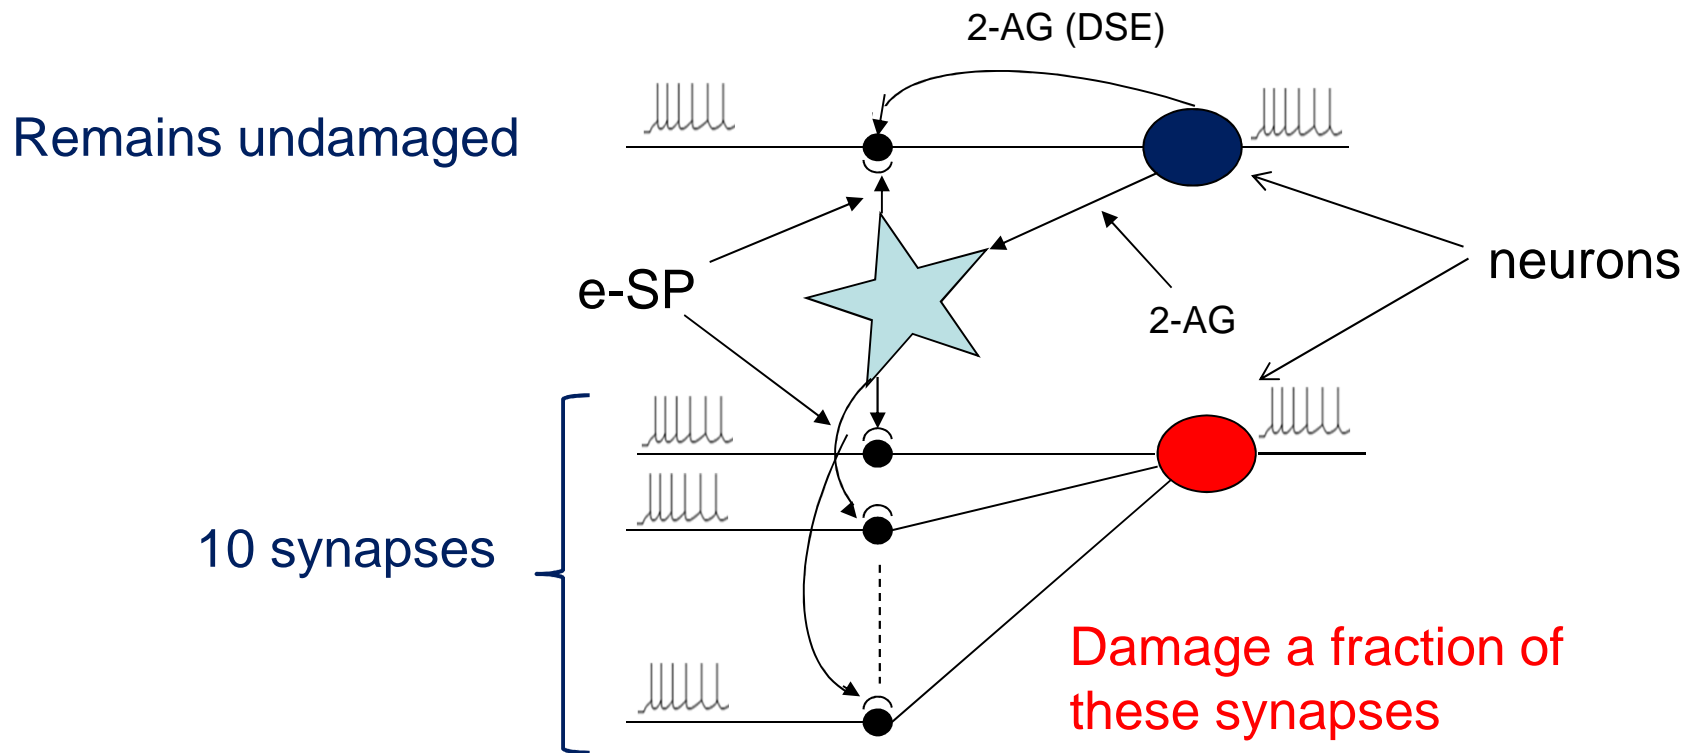 2-AG (DSE)
Remains undamaged
e-SP
neurons
2-AG
10 synapses
Damage a fraction of
these synapses